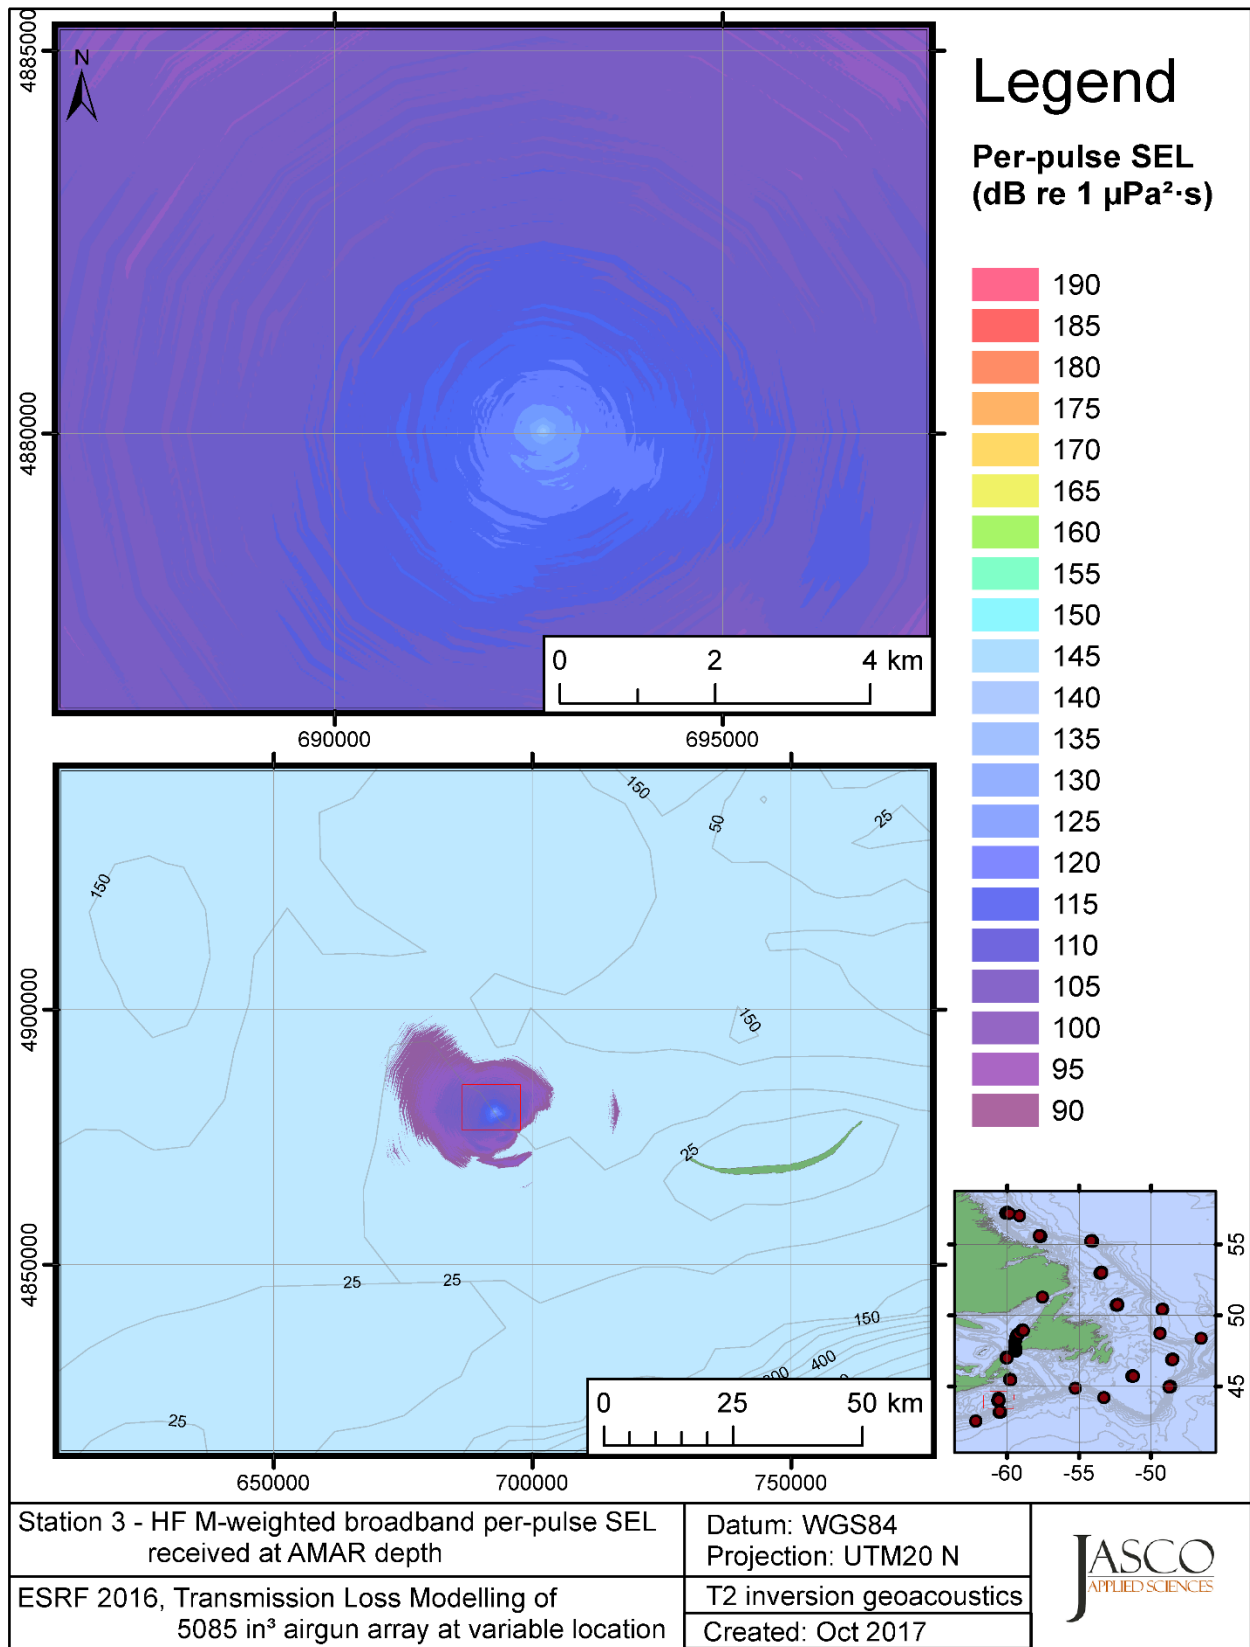 4885000
N
4880000
0 2 4 km
690000 695000
Legend
Per-pulse SEL
(dB re 1 µPa²·s)
190
185
180
175
170
165
160
155
150
145
140
135
130
125
120
115
110
105
100
95
90
150
50
25
150
4900000
150
25
4850000
25
25
150
400
25
0 25 50 km
650000 700000 750000
55
50
45
-60 -55 -50
Station 3 - HF M-weighted broadband per-pulse SEL
received at AMAR depth
ESRF 2016, Transmission Loss Modelling of
5085 in³ airgun array at variable location
Datum: WGS84
Projection: UTM20 N
T2 inversion geoacoustics
Created: Oct 2017
JASCO
APPLIED SCIENCES